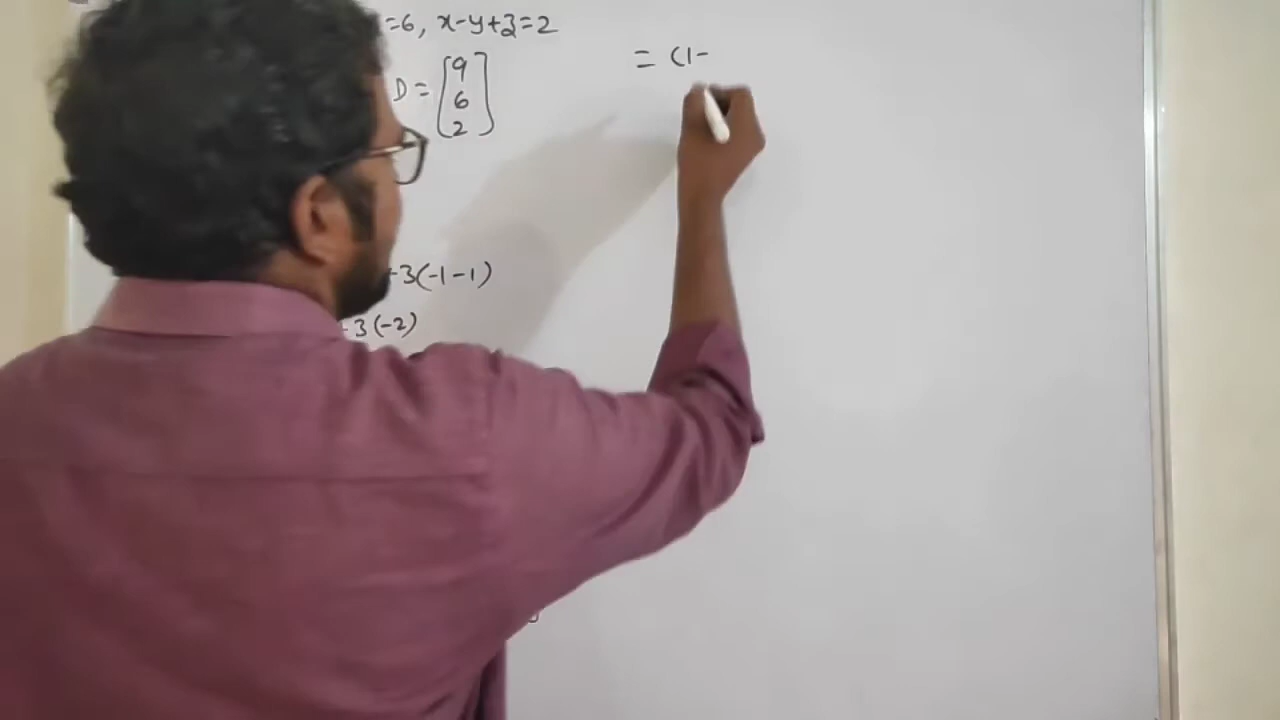 =6, x-y+z=2
D = [9
6
2]
= (1-
+3(-1-1)
+3(-2)